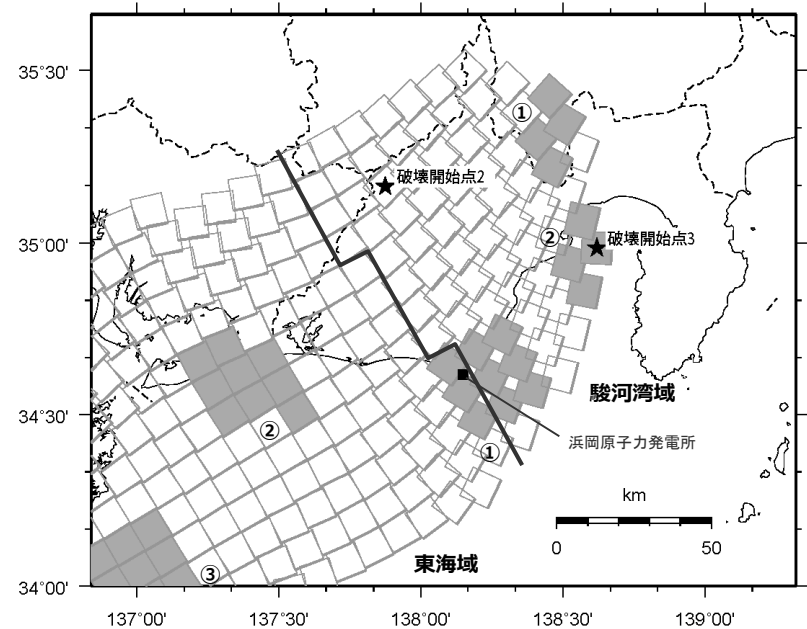 35°30'
①
破壊開始点2
35°00'
②
破壊開始点3
駿河湾域
34°30'
②
①
浜岡原子力発電所
km
0
50
東海域
③
34°00'
137°00'
137°30'
138°00'
138°30'
139°00'